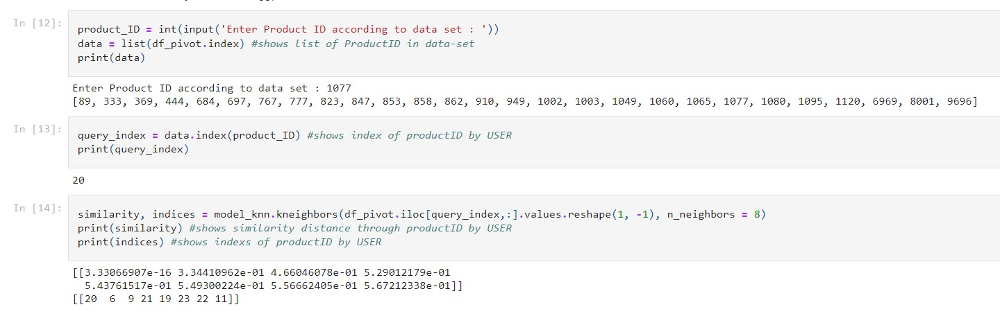 In [12]:
product_ID = int(input('Enter Product ID according to data set : '))
data = list(df_pivot.index) #shows list of ProductID in data-set
print(data)
Enter Product ID according to data set : 1077
[89, 333, 369, 444, 684, 697, 767, 777, 823, 847, 853, 858, 862, 910, 949, 1002, 1003, 1049, 1060, 1065, 1077, 1080, 1095, 1120, 6969, 8001, 9696]
In [13]:
query_index = data.index(product_ID) #shows index of productID by USER
print(query_index)
20
In [14]:
similarity, indices = model_knn.kneighbors(df_pivot.iloc[query_index,:].values.reshape(1, -1), n_neighbors = 8)
print(similarity) #shows similarity distance through productID by USER
print(indices) #shows indexs of productID by USER
[[3.33066907e-16 3.34410962e-01 4.66046078e-01 5.29012179e-01
5.43761517e-01 5.49300224e-01 5.56662405e-01 5.67212338e-01]]
[[20  6  9 21 19 23 22 11]]